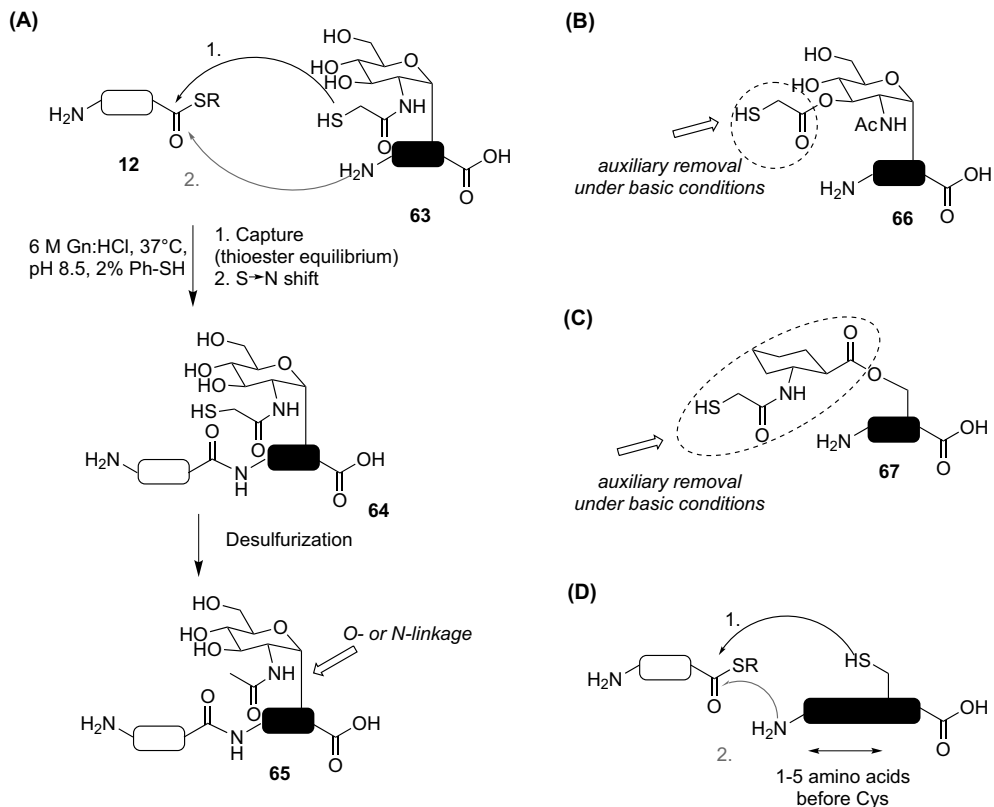 (A)
1.
HO
O
HO
HO
NH
HS
O
H2N
SR
O
12
2.
H2N
OH
O
63
6 M Gn:HCl, 37°C,
pH 8.5, 2% Ph-SH
1. Capture
(thioester equilibrium)
2. S→N shift
HO
O
HO
HO
HS
NH
O
O
H2N
N
H
OH
O
64
Desulfurization
HO
O
HO
HO
O- or N-linkage
NH
O
O
H2N
N
H
OH
O
65
(B)
HO
O
HO
HS
O
O
AcNH
auxiliary removal
under basic conditions
H2N
OH
O
66
(C)
O
O
NH
HS
O
H2N
OH
O
67
auxiliary removal
under basic conditions
(D)
1.
HS
SR
H2N
O
H2N
OH
O
2.
1-5 amino acids
before Cys